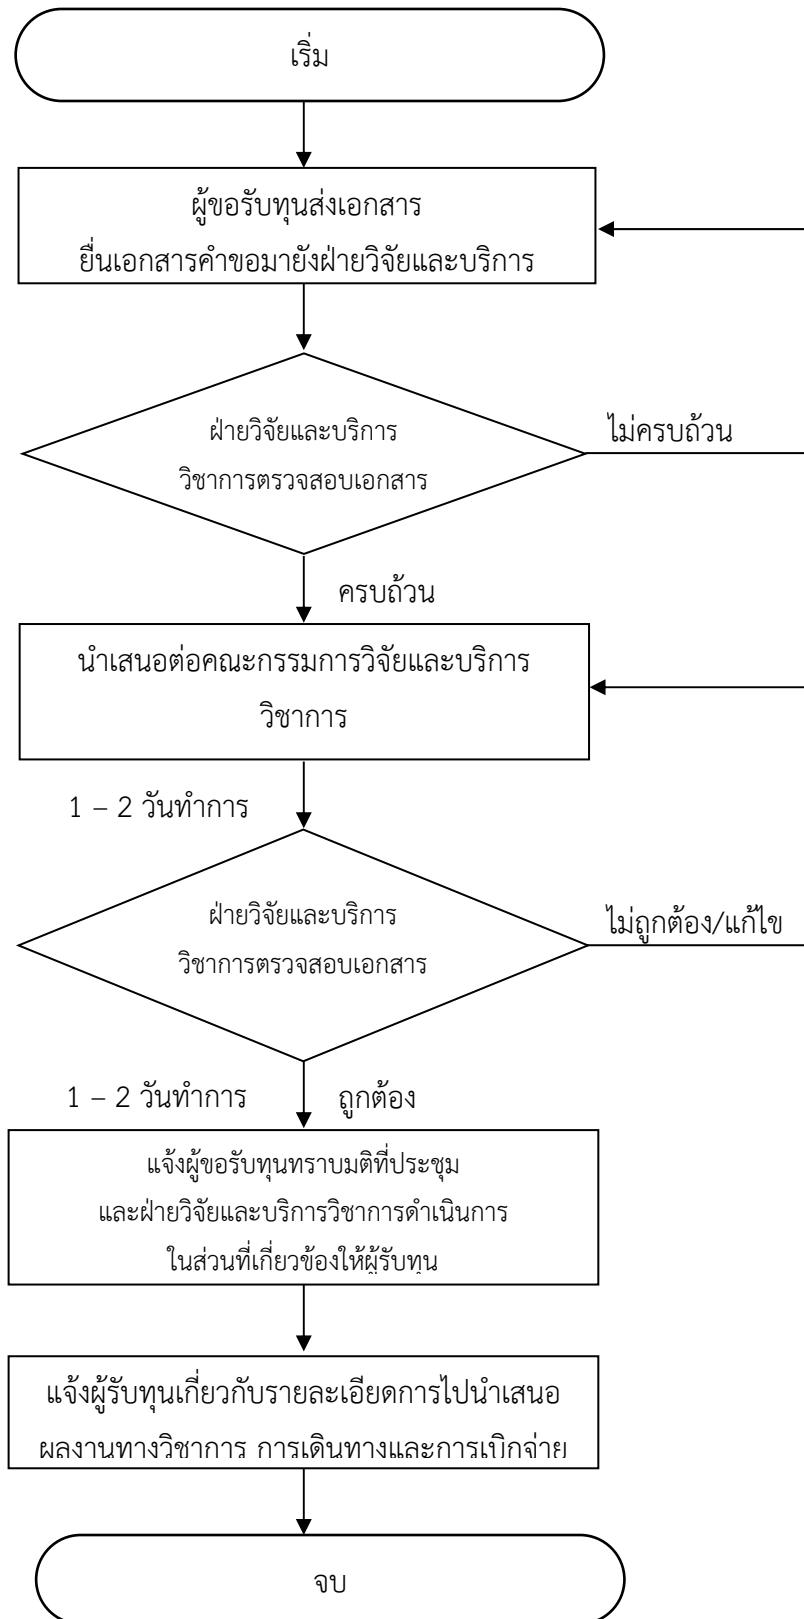 เริ่ม
ผู้ขอรับทุนส่งเอกสาร
ยื่นเอกสารคำขอมายังฝ่ายวิจัยและบริการ
ฝ่ายวิจัยและบริการ
วิชาการตรวจสอบเอกสาร
ไม่ครบถ้วน
ครบถ้วน
นำเสนอต่อคณะกรรมการวิจัยและบริการ
วิชาการ
1 – 2 วันทำการ
ฝ่ายวิจัยและบริการ
วิชาการตรวจสอบเอกสาร
ไม่ถูกต้อง/แก้ไข
1 – 2 วันทำการ
ถูกต้อง
แจ้งผู้ขอรับทุนทราบมติที่ประชุม
และฝ่ายวิจัยและบริการวิชาการดำเนินการ
ในส่วนที่เกี่ยวข้องให้ผู้รับทุน
แจ้งผู้รับทุนเกี่ยวกับรายละเอียดการไปนำเสนอ
ผลงานทางวิชาการ การเดินทางและการเบิกจ่าย
จบ